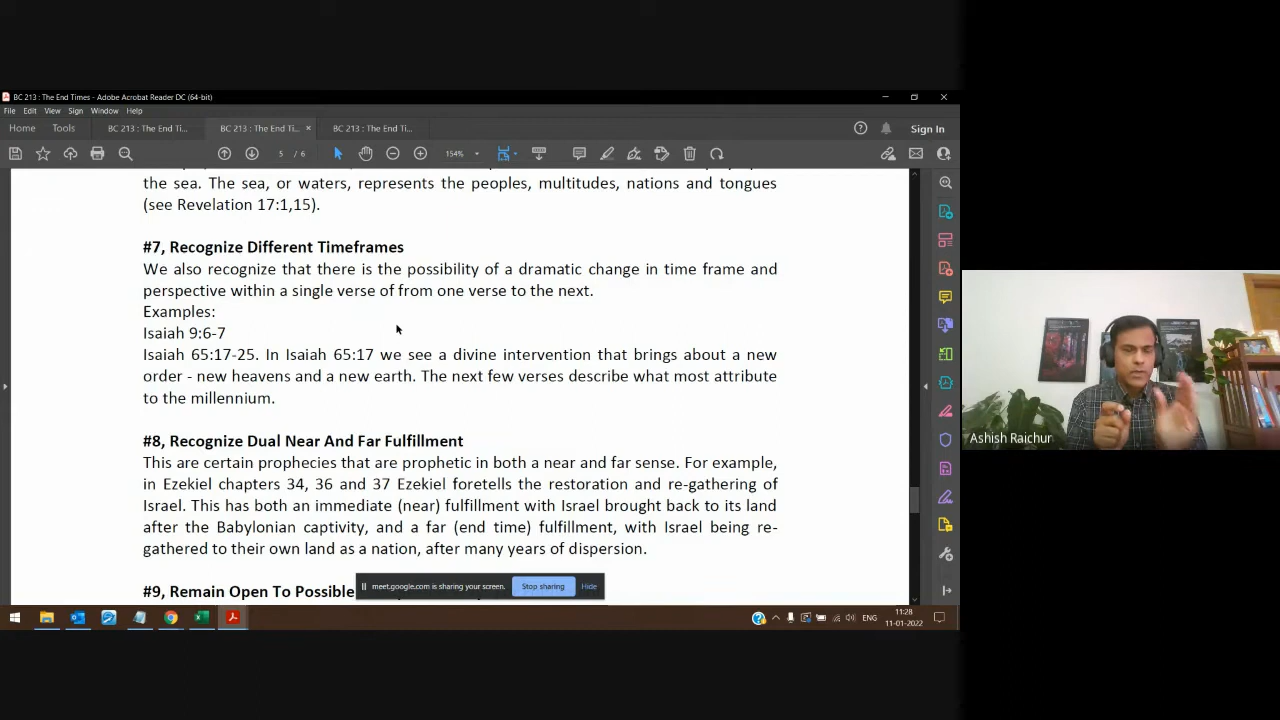 BC 213 : The End Times - Adobe Acrobat Reader DC (64-bit)
File Edit View Sign Window Help
Home Tools BC 213 : The End Ti... BC 213 : The End Ti... × BC 213 : The End Ti... Sign In
5 / 6 154%
the sea. The sea, or waters, represents the peoples, multitudes, nations and tongues
(see Revelation 17:1,15).
#7, Recognize Different Timeframes
We also recognize that there is the possibility of a dramatic change in time frame and
perspective within a single verse of from one verse to the next.
Examples:
Isaiah 9:6-7
Isaiah 65:17-25. In Isaiah 65:17 we see a divine intervention that brings about a new
order - new heavens and a new earth. The next few verses describe what most attribute
to the millennium.
#8, Recognize Dual Near And Far Fulfillment
This are certain prophecies that are prophetic in both a near and far sense. For example,
in Ezekiel chapters 34, 36 and 37 Ezekiel foretells the restoration and re-gathering of
Israel. This has both an immediate (near) fulfillment with Israel brought back to its land
after the Babylonian captivity, and a far (end time) fulfillment, with Israel being re-
gathered to their own land as a nation, after many years of dispersion.
#9, Remain Open To Possible
meet.google.com is sharing your screen. Stop sharing Hide
ENG 11:28
11-01-2022
Ashish Raichur